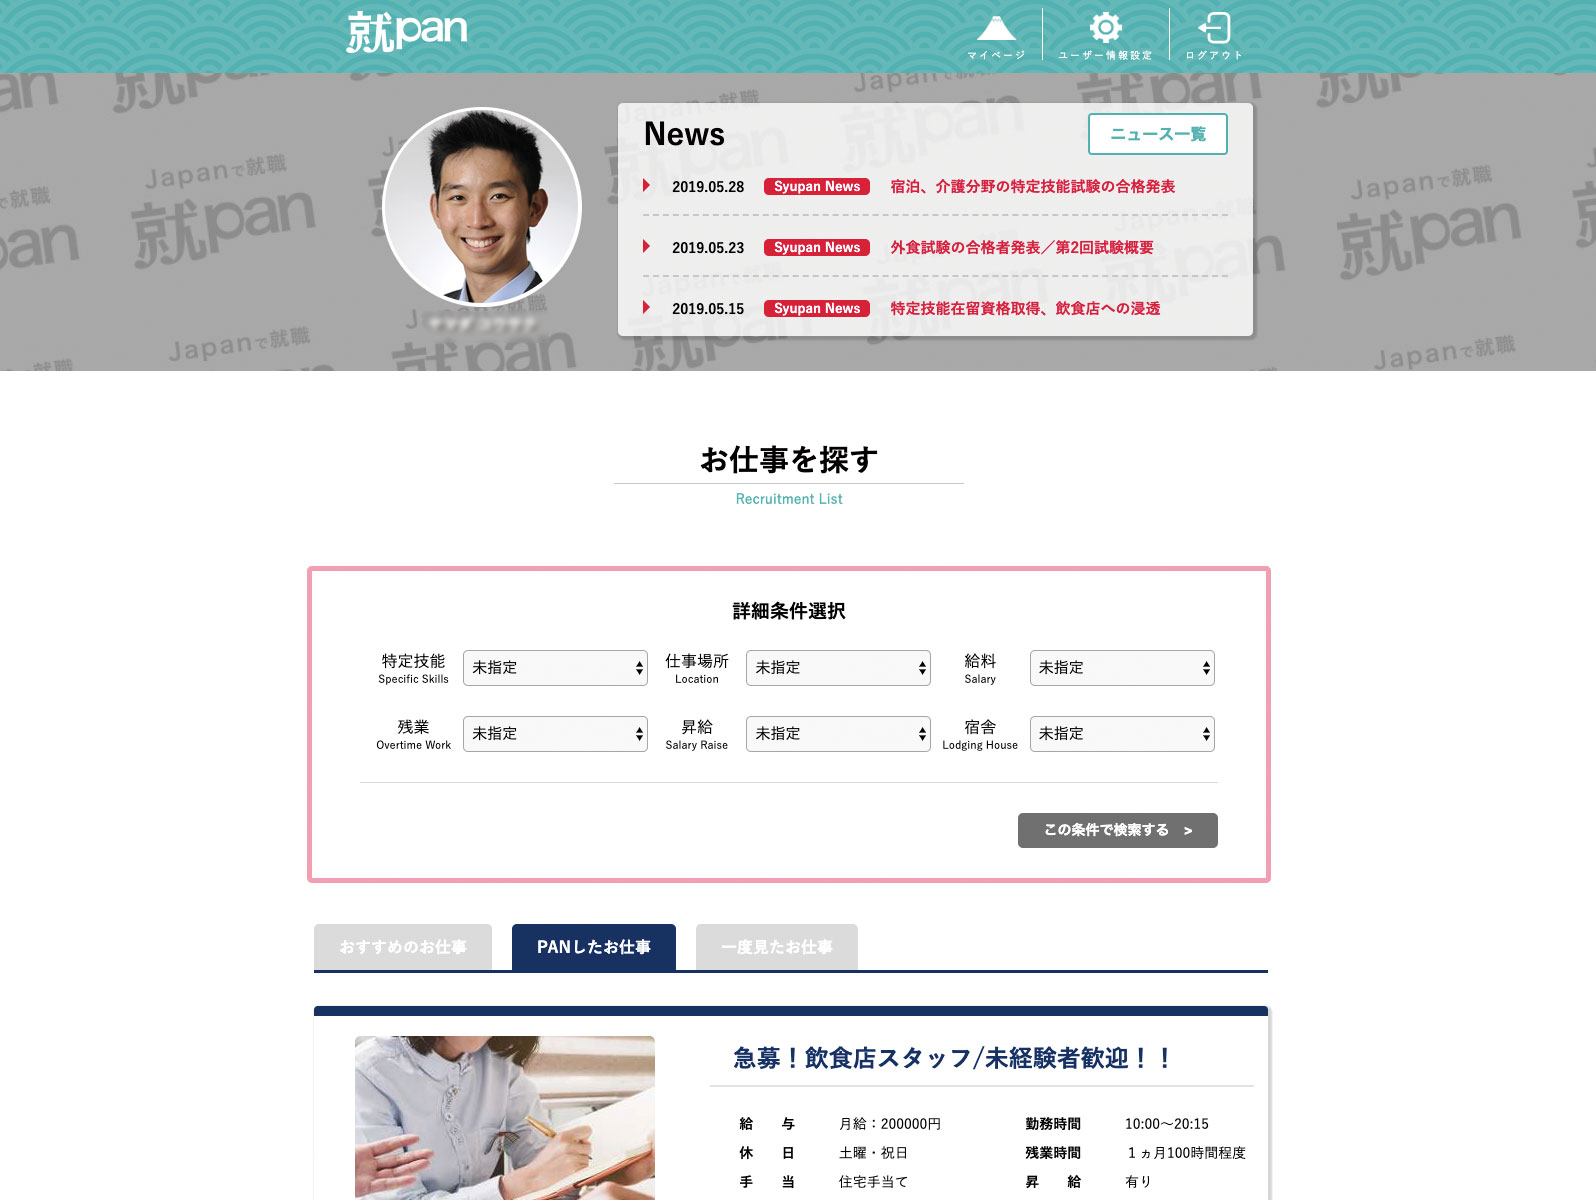 就pan
マイページ
ユーザー情報設定
ログアウト
News
ニュース一覧
2019.05.28 Syupan News 宿泊、介護分野の特定技能試験の合格発表
2019.05.23 Syupan News 外食試験の合格者発表／第2回試験概要
2019.05.15 Syupan News 特定技能在留資格取得、飲食店への浸透
Japanで就職
就pan
お仕事を探す
Recruitment List
詳細条件選択
特定技能 未指定 仕事場所 未指定 給料 未指定
Specific Skills Location Salary
残業 未指定 昇給 未指定 宿舎 未指定
Overtime Work Salary Raise Lodging House
この条件で検索する >
おすすめのお仕事 PANしたお仕事 一度見たお仕事
急募！飲食店スタッフ/未経験者歓迎！！
給 与 月給：200000円 勤務時間 10:00〜20:15
休 日 土曜・祝日 残業時間 １ヵ月100時間程度
手 当 住宅手当て 昇 給 有り